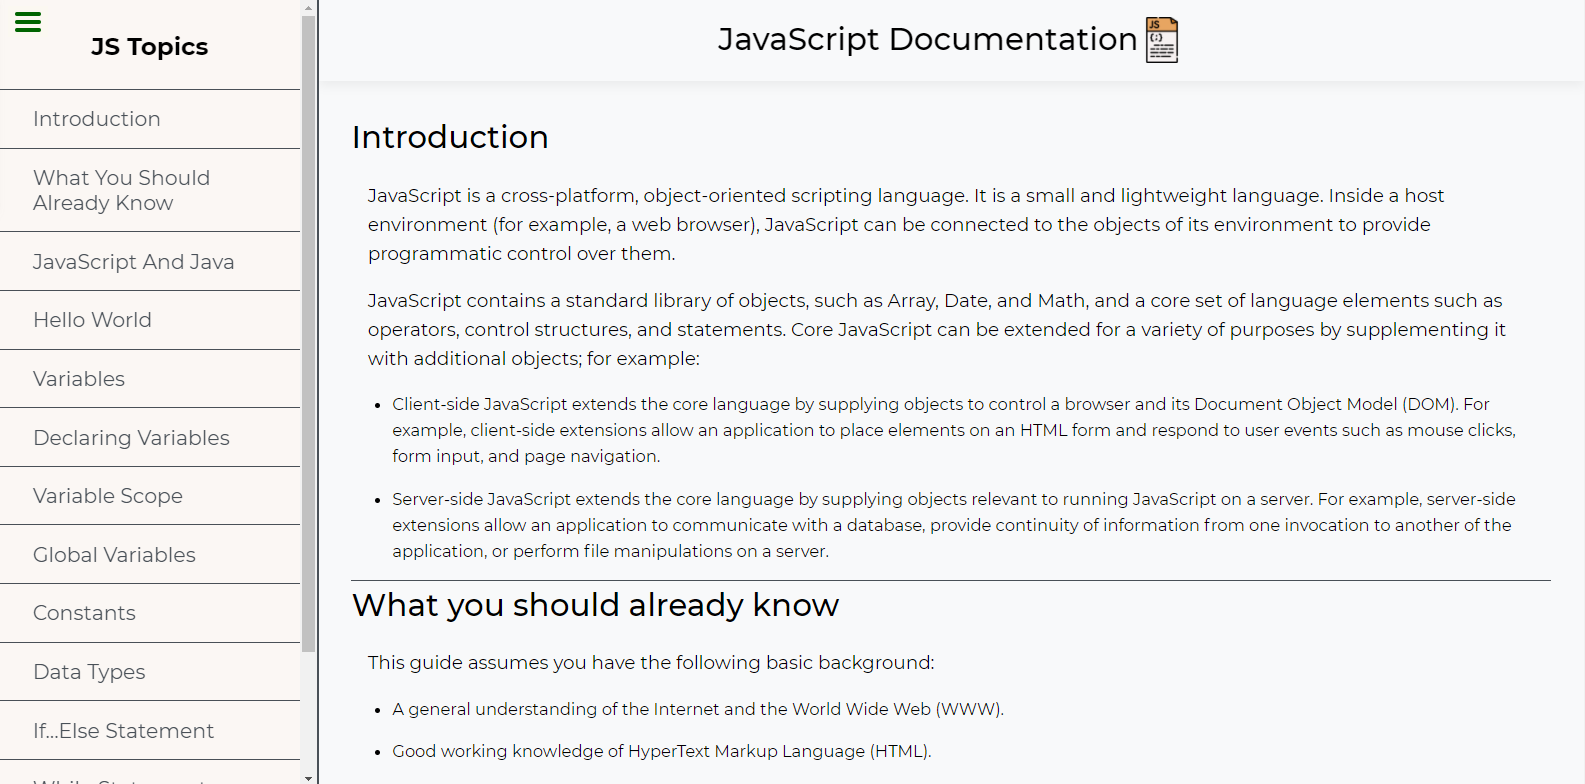 JS Topics
Introduction
What You Should
Already Know
JavaScript And Java
Hello World
Variables
Declaring Variables
Variable Scope
Global Variables
Constants
Data Types
If...Else Statement
While Statement
JavaScript Documentation
JS
{;}
Introduction
JavaScript is a cross-platform, object-oriented scripting language. It is a small and lightweight language. Inside a host
environment (for example, a web browser), JavaScript can be connected to the objects of its environment to provide
programmatic control over them.
JavaScript contains a standard library of objects, such as Array, Date, and Math, and a core set of language elements such as
operators, control structures, and statements. Core JavaScript can be extended for a variety of purposes by supplementing it
with additional objects; for example:
• Client-side JavaScript extends the core language by supplying objects to control a browser and its Document Object Model (DOM). For
example, client-side extensions allow an application to place elements on an HTML form and respond to user events such as mouse clicks,
form input, and page navigation.
• Server-side JavaScript extends the core language by supplying objects relevant to running JavaScript on a server. For example, server-side
extensions allow an application to communicate with a database, provide continuity of information from one invocation to another of the
application, or perform file manipulations on a server.
What you should already know
This guide assumes you have the following basic background:
• A general understanding of the Internet and the World Wide Web (WWW).
• Good working knowledge of HyperText Markup Language (HTML).